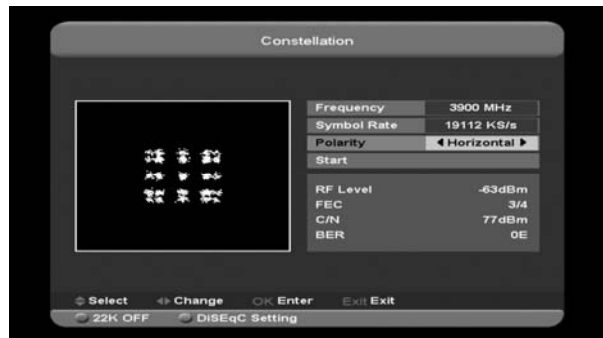 Constellation
Frequency 3900 MHz
Symbol Rate 19112 KS/s
Polarity Horizontal
Start
RF Level -63dBm
FEC 3/4
C/N 77dBm
BER 0E
Select Change OK Enter Exit Exit
22K OFF DiSEqC Setting